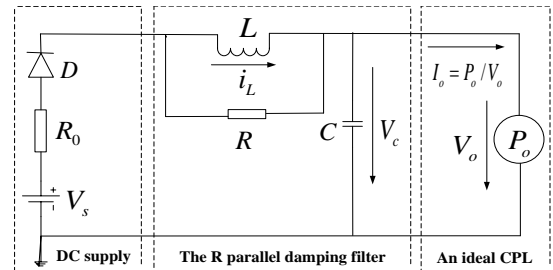 L
D
i_L
I_o = P_o / V_o
R_0
R
C
V_c
V_o
P_o
+
-
V_s
DC supply
The R parallel damping filter
An ideal CPL